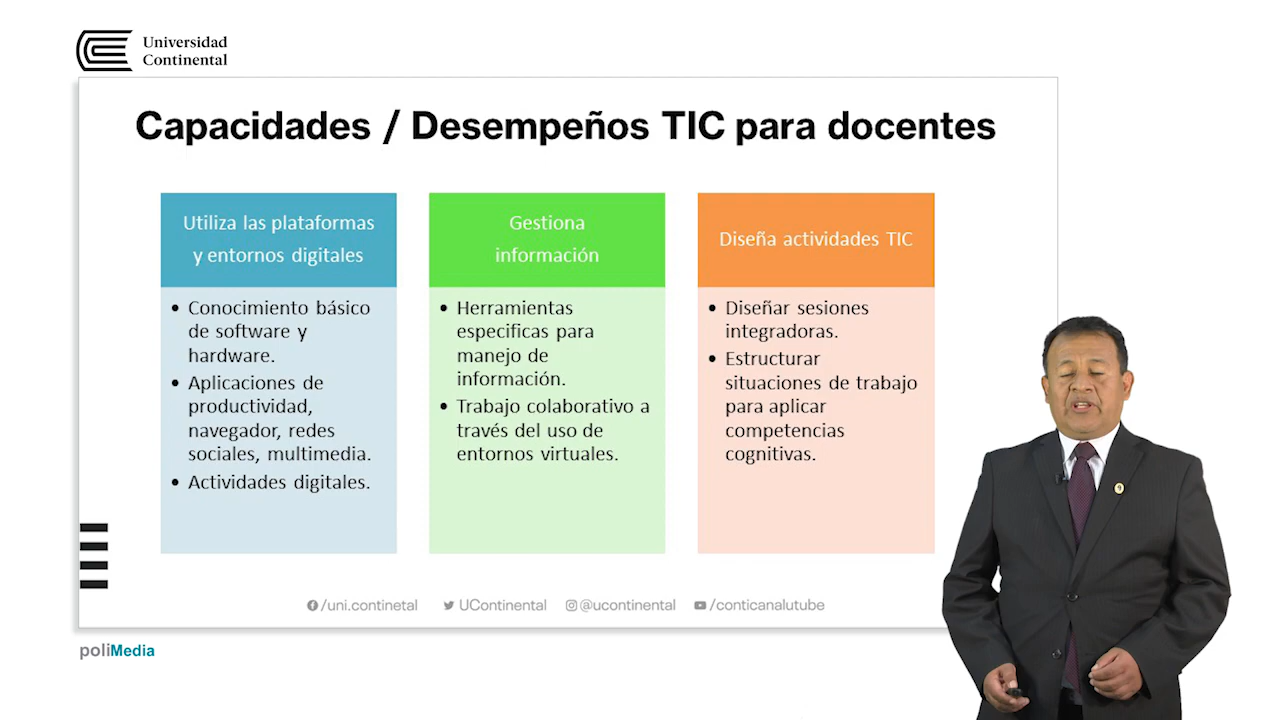 Universidad
Continental
Capacidades / Desempeños TIC para docentes
Utiliza las plataformas
y entornos digitales
• Conocimiento básico
de software y
hardware.
• Aplicaciones de
productividad,
navegador, redes
sociales, multimedia.
• Actividades digitales.
Gestiona
información
• Herramientas
especificas para
manejo de
información.
• Trabajo colaborativo a
través del uso de
entornos virtuales.
Diseña actividades TIC
• Diseñar sesiones
integradoras.
• Estructurar
situaciones de trabajo
para aplicar
competencias
cognitivas.
/uni.continetal UContinental @ucontinental /conticanalutube
poliMedia